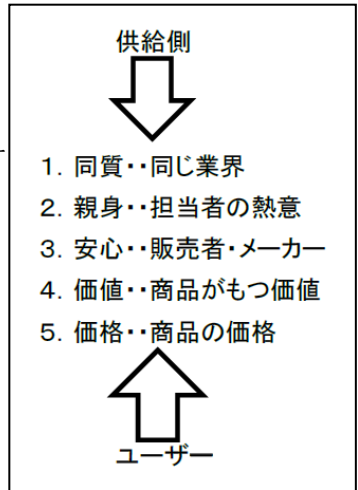 供給側
1. 同質・・同じ業界
2. 親身・・担当者の熱意
3. 安心・・販売者・メーカー
4. 価値・・商品がもつ価値
5. 価格・・商品の価格
ユーザー